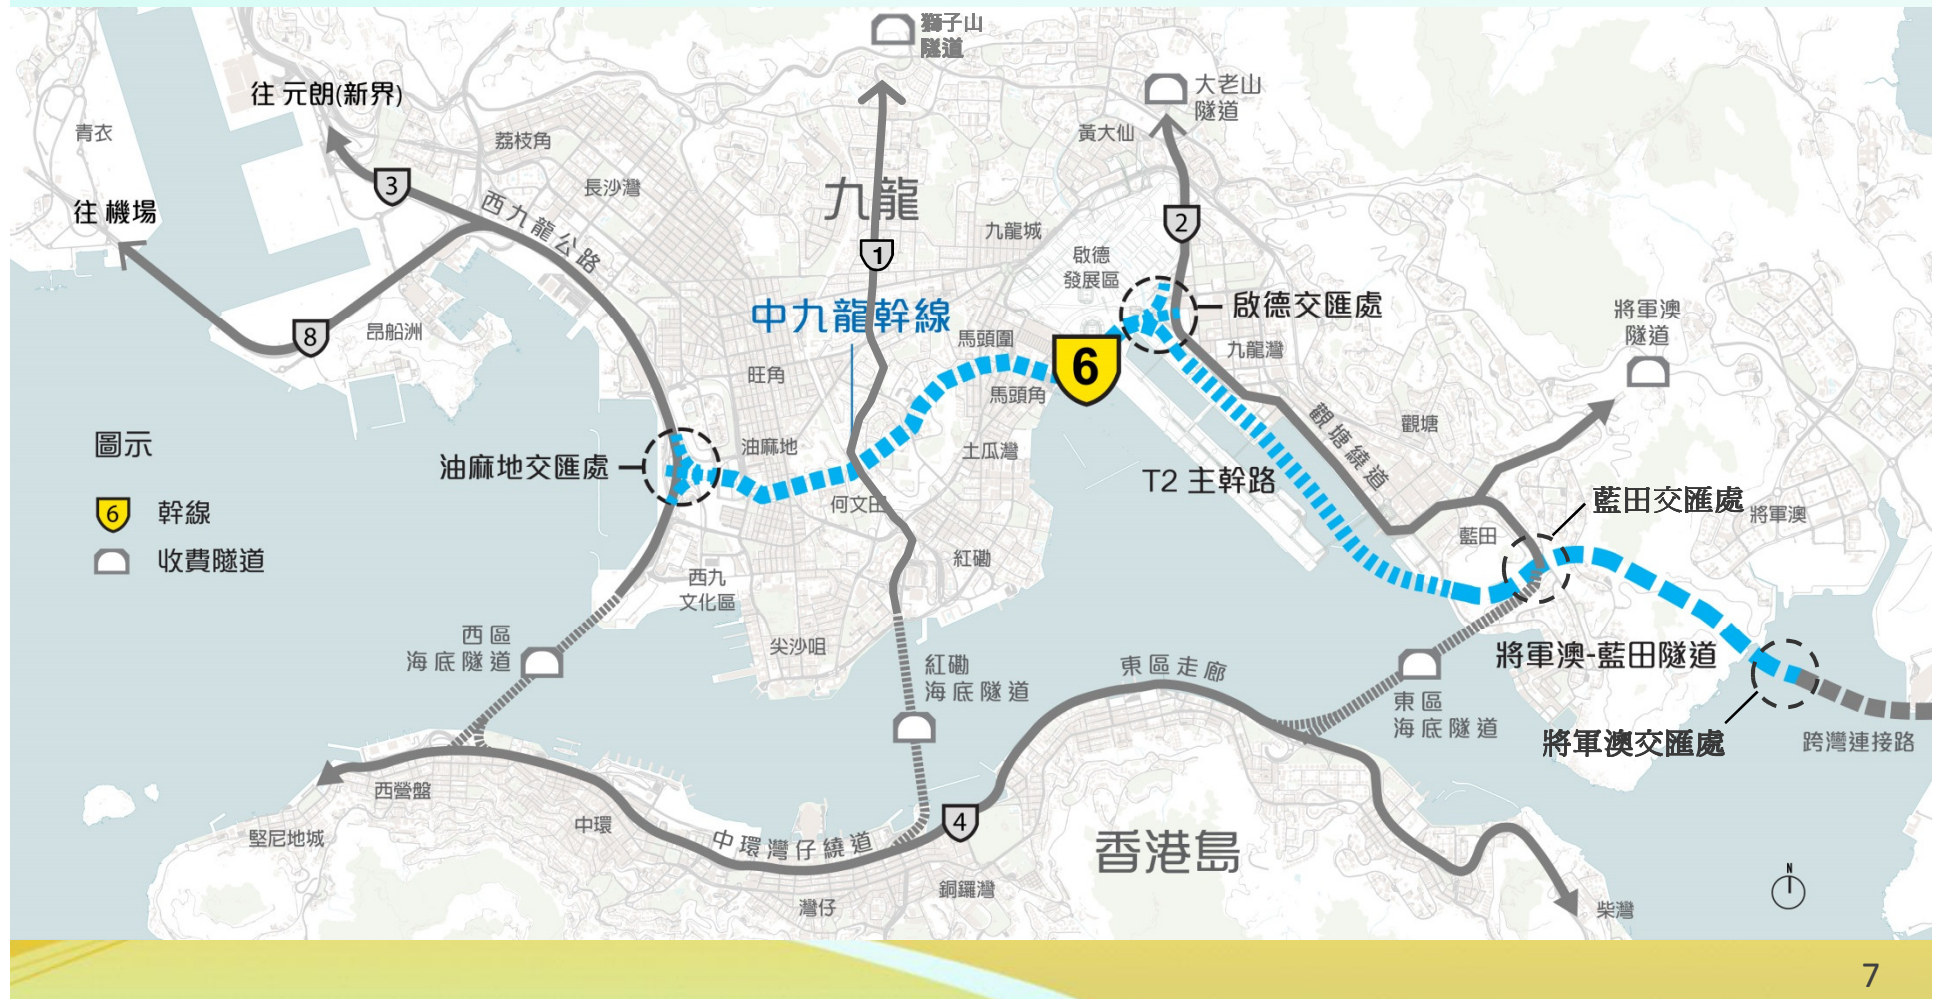 獅子山
隧道
往 元朗(新界)
大老山
隧道
青衣
荔枝角
黃大仙
3
長沙灣
西九龍公路
九龍
往 機場
2
九龍城
1
啟德
發展區
中九龍幹線
啟德交匯處
將軍澳
隧道
8
昂船洲
馬頭圍
九龍灣
6
旺角
馬頭角
觀塘繞道
觀塘
圖示
油麻地
土瓜灣
油麻地交匯處
T2 主幹路
藍田交匯處
6
幹線
何文田
將軍澳
藍田
收費隧道
紅磡
西九
文化區
西區
海底隧道
尖沙咀
紅磡
海底隧道
東區走廊
將軍澳-藍田隧道
東區
海底隧道
將軍澳交匯處
跨灣連接路
西營盤
中環
4
堅尼地城
中環灣仔繞道
香港島
N
銅鑼灣
灣仔
柴灣
7